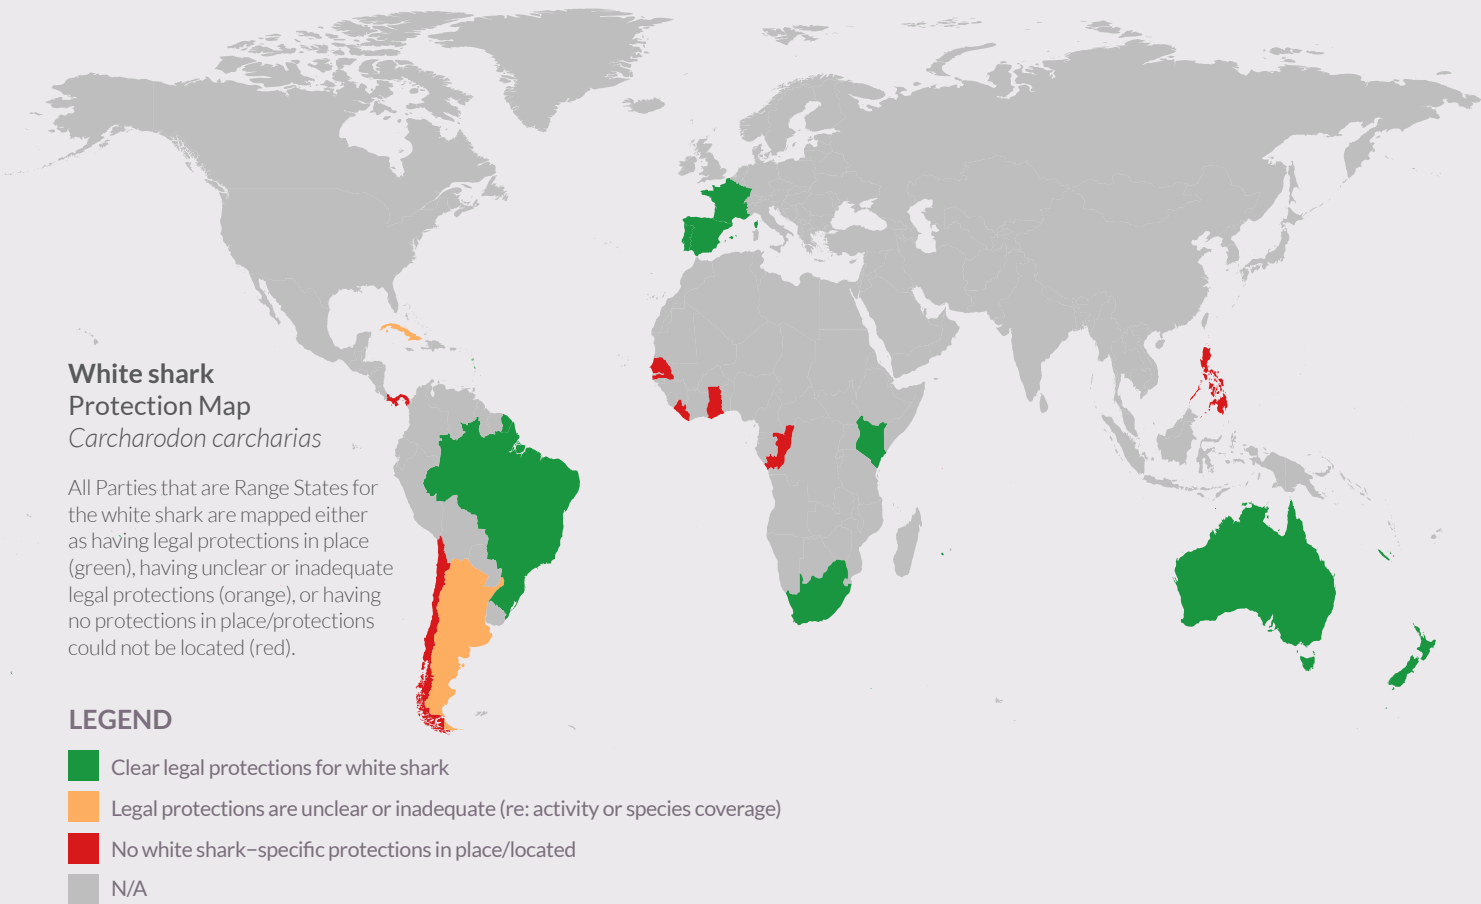 White shark
Protection Map
Carcharodon carcharias
All Parties that are Range States for
the white shark are mapped either
as having legal protections in place
(green), having unclear or inadequate
legal protections (orange), or having
no protections in place/protections
could not be located (red).
LEGEND
Clear legal protections for white shark
Legal protections are unclear or inadequate (re: activity or species coverage)
No white shark–specific protections in place/located
N/A